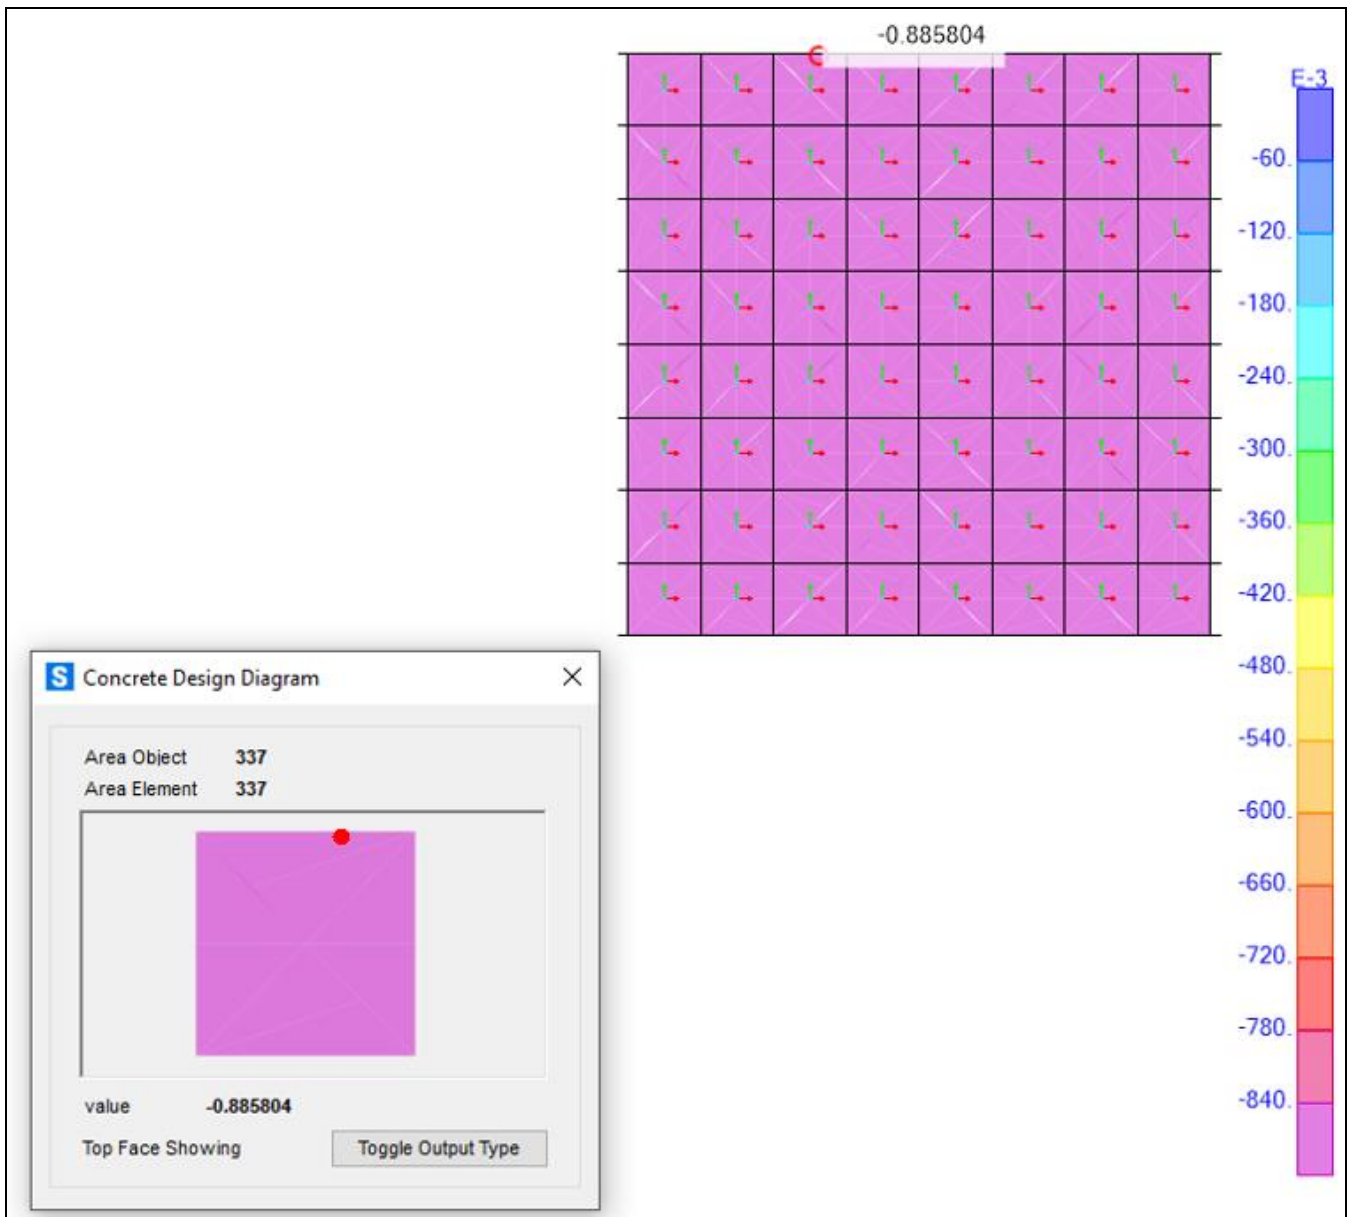 -0.885804
E-3
-60.
-120.
-180.
-240.
-300.
-360.
-420.
-480.
-540.
-600.
-660.
-720.
-780.
-840.
S Concrete Design Diagram
Area Object 337
Area Element 337
value -0.885804
Top Face Showing Toggle Output Type